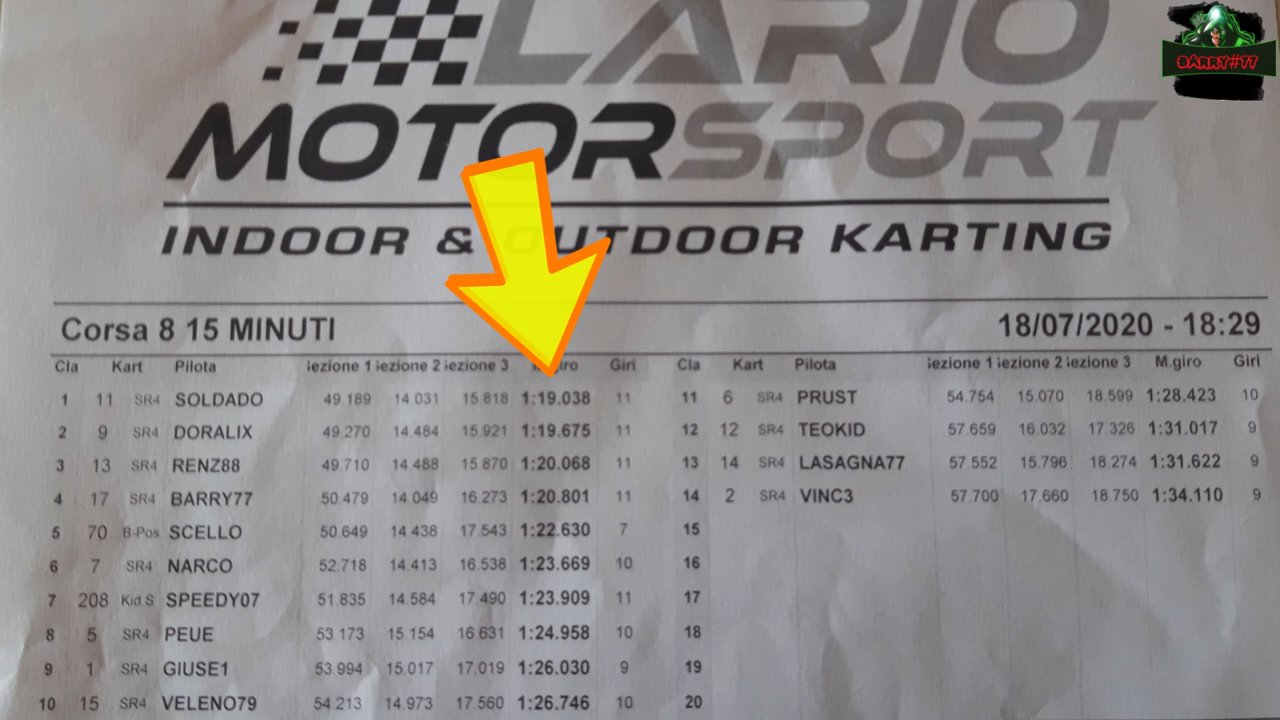 LARIO
BARRY#77
MOTORSPORT
INDOOR & OUTDOOR KARTING
Corsa 8 15 MINUTI 18/07/2020 - 18:29
Cla Kart Pilota iezione 1 iezione 2 iezione 3 Giri Cla Kart Pilota iezione 1 iezione 2 iezione 3 M.giro Giri
1 11 SR4 SOLDADO 49.189 14 031 15.818 1:19.038 11 11 6 SR4 PRUST 54.754 15.070 18.599 1:28.423 10
2 9 SR4 DORALIX 49.270 14 484 15.921 1:19.675 11 12 12 SR4 TEOKID 57.659 16.032 17.326 1:31.017 9
3 13 SR4 RENZ88 49.710 14.488 15.870 1:20.068 11 13 14 SR4 LASAGNA77 57.552 15.796 18.274 1:31.622 9
4 17 SR4 BARRY77 50.479 14.049 16.273 1:20.801 11 14 2 SR4 VINC3 57.700 17.660 18.750 1:34.110 9
5 70 B-Pos SCELLO 50.649 14.438 17.543 1:22.630 7 15
6 7 SR4 NARCO 52.718 14.413 16.538 1:23.669 10 16
7 208 Kid S SPEEDY07 51.835 14.584 17.490 1:23.909 11 17
8 5 SR4 PEUE 53.173 15.154 16.631 1:24.958 10 18
9 1 SR4 GIUSE1 53.994 15.017 17.019 1:26.030 9 19
10 15 SR4 VELENO79 54.213 14.973 17.560 1:26.746 10 20